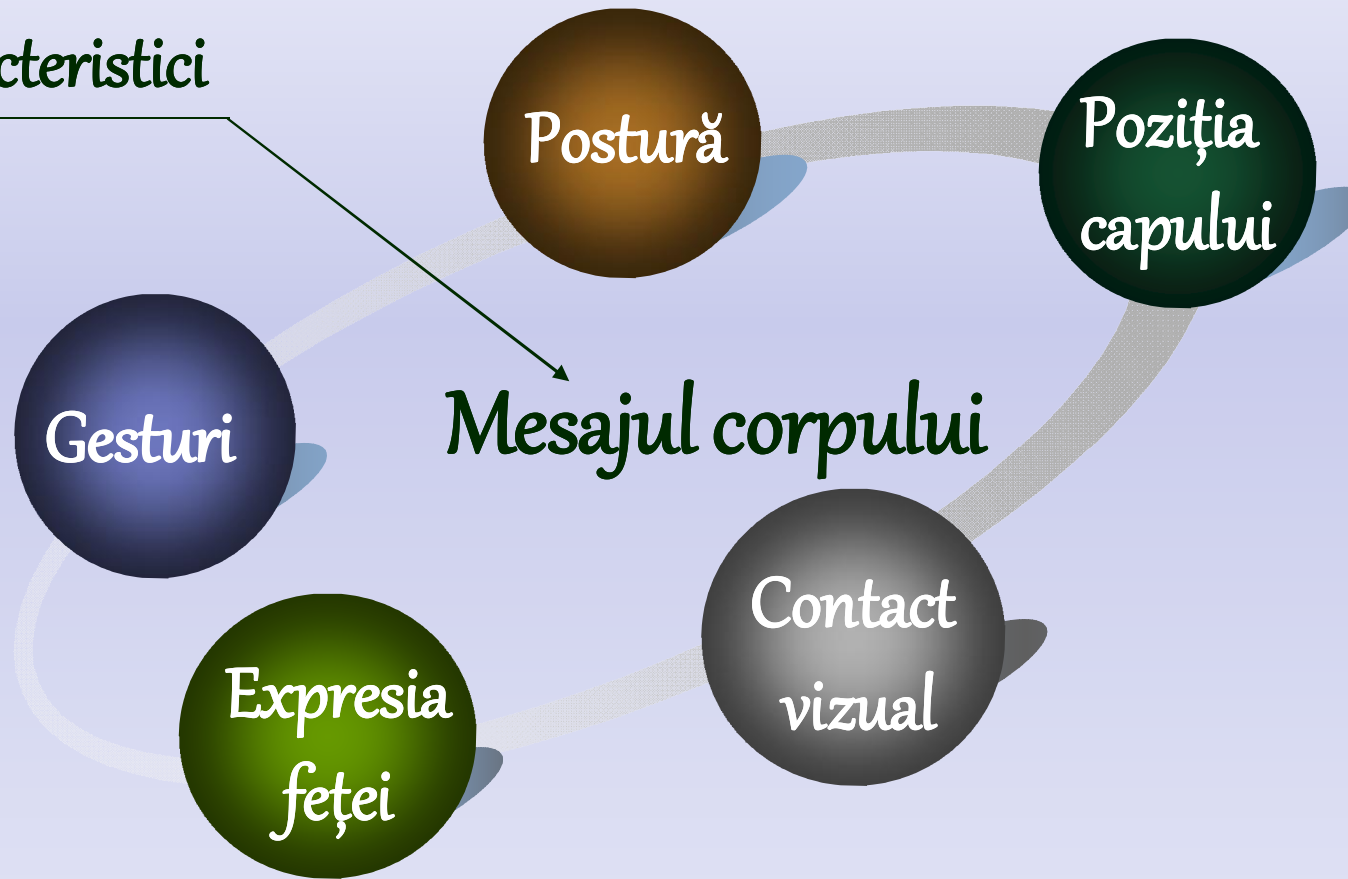 cteristici
Postură
Poziția
capului
Gesturi
Mesajul corpului
Contact
vizual
Expresia
feței